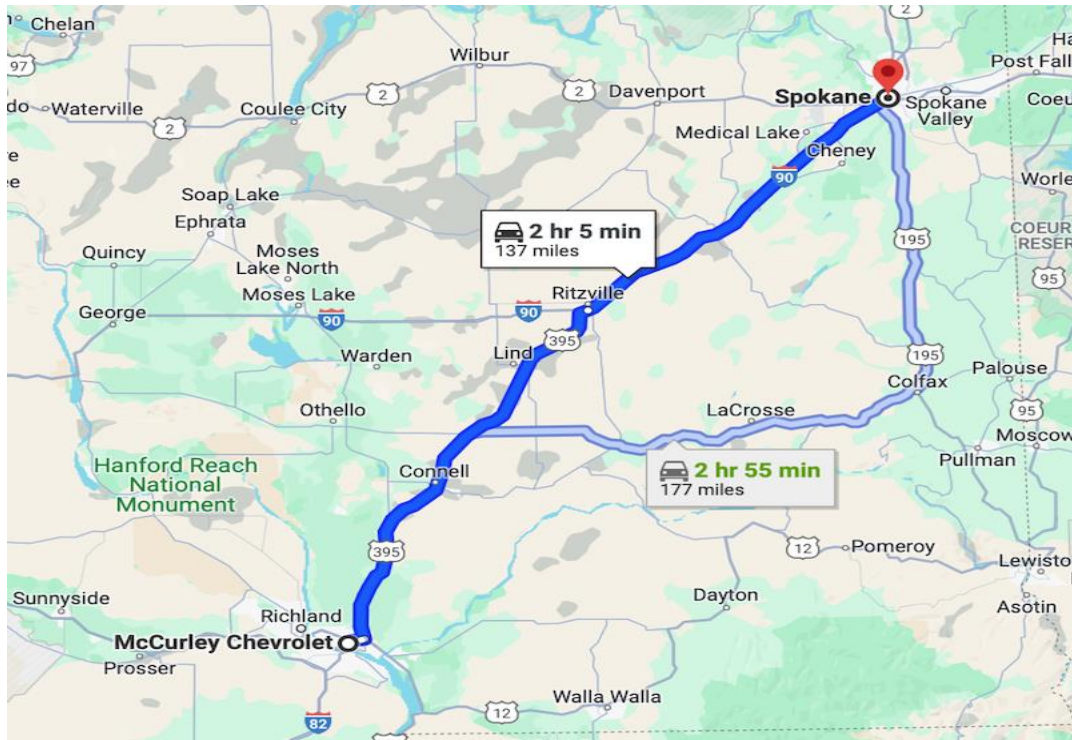 2
Chelan
97
Wilbur
2
Ha
Post Fall
do
Waterville
Coulee City
2
2
Davenport
Spokane
Spokane
Valley
Coeu
Medical Lake
Cheney
re
ee
90
Worle
Soap Lake
Ephrata
2 hr 5 min
137 miles
195
COEUR
RESER
Quincy
Moses
Lake North
95
Moses Lake
Ritzville
George
90
90
395
Lind
Warden
195
Colfax
Palouse
Othello
LaCrosse
95
Moscow
Pullman
Hanford Reach
National
Monument
Connell
2 hr 55 min
177 miles
395
12
Pomeroy
Lewisto
Sunnyside
Richland
Dayton
Asotin
McCurley Chevrolet
Prosser
Walla Walla
82
12
395